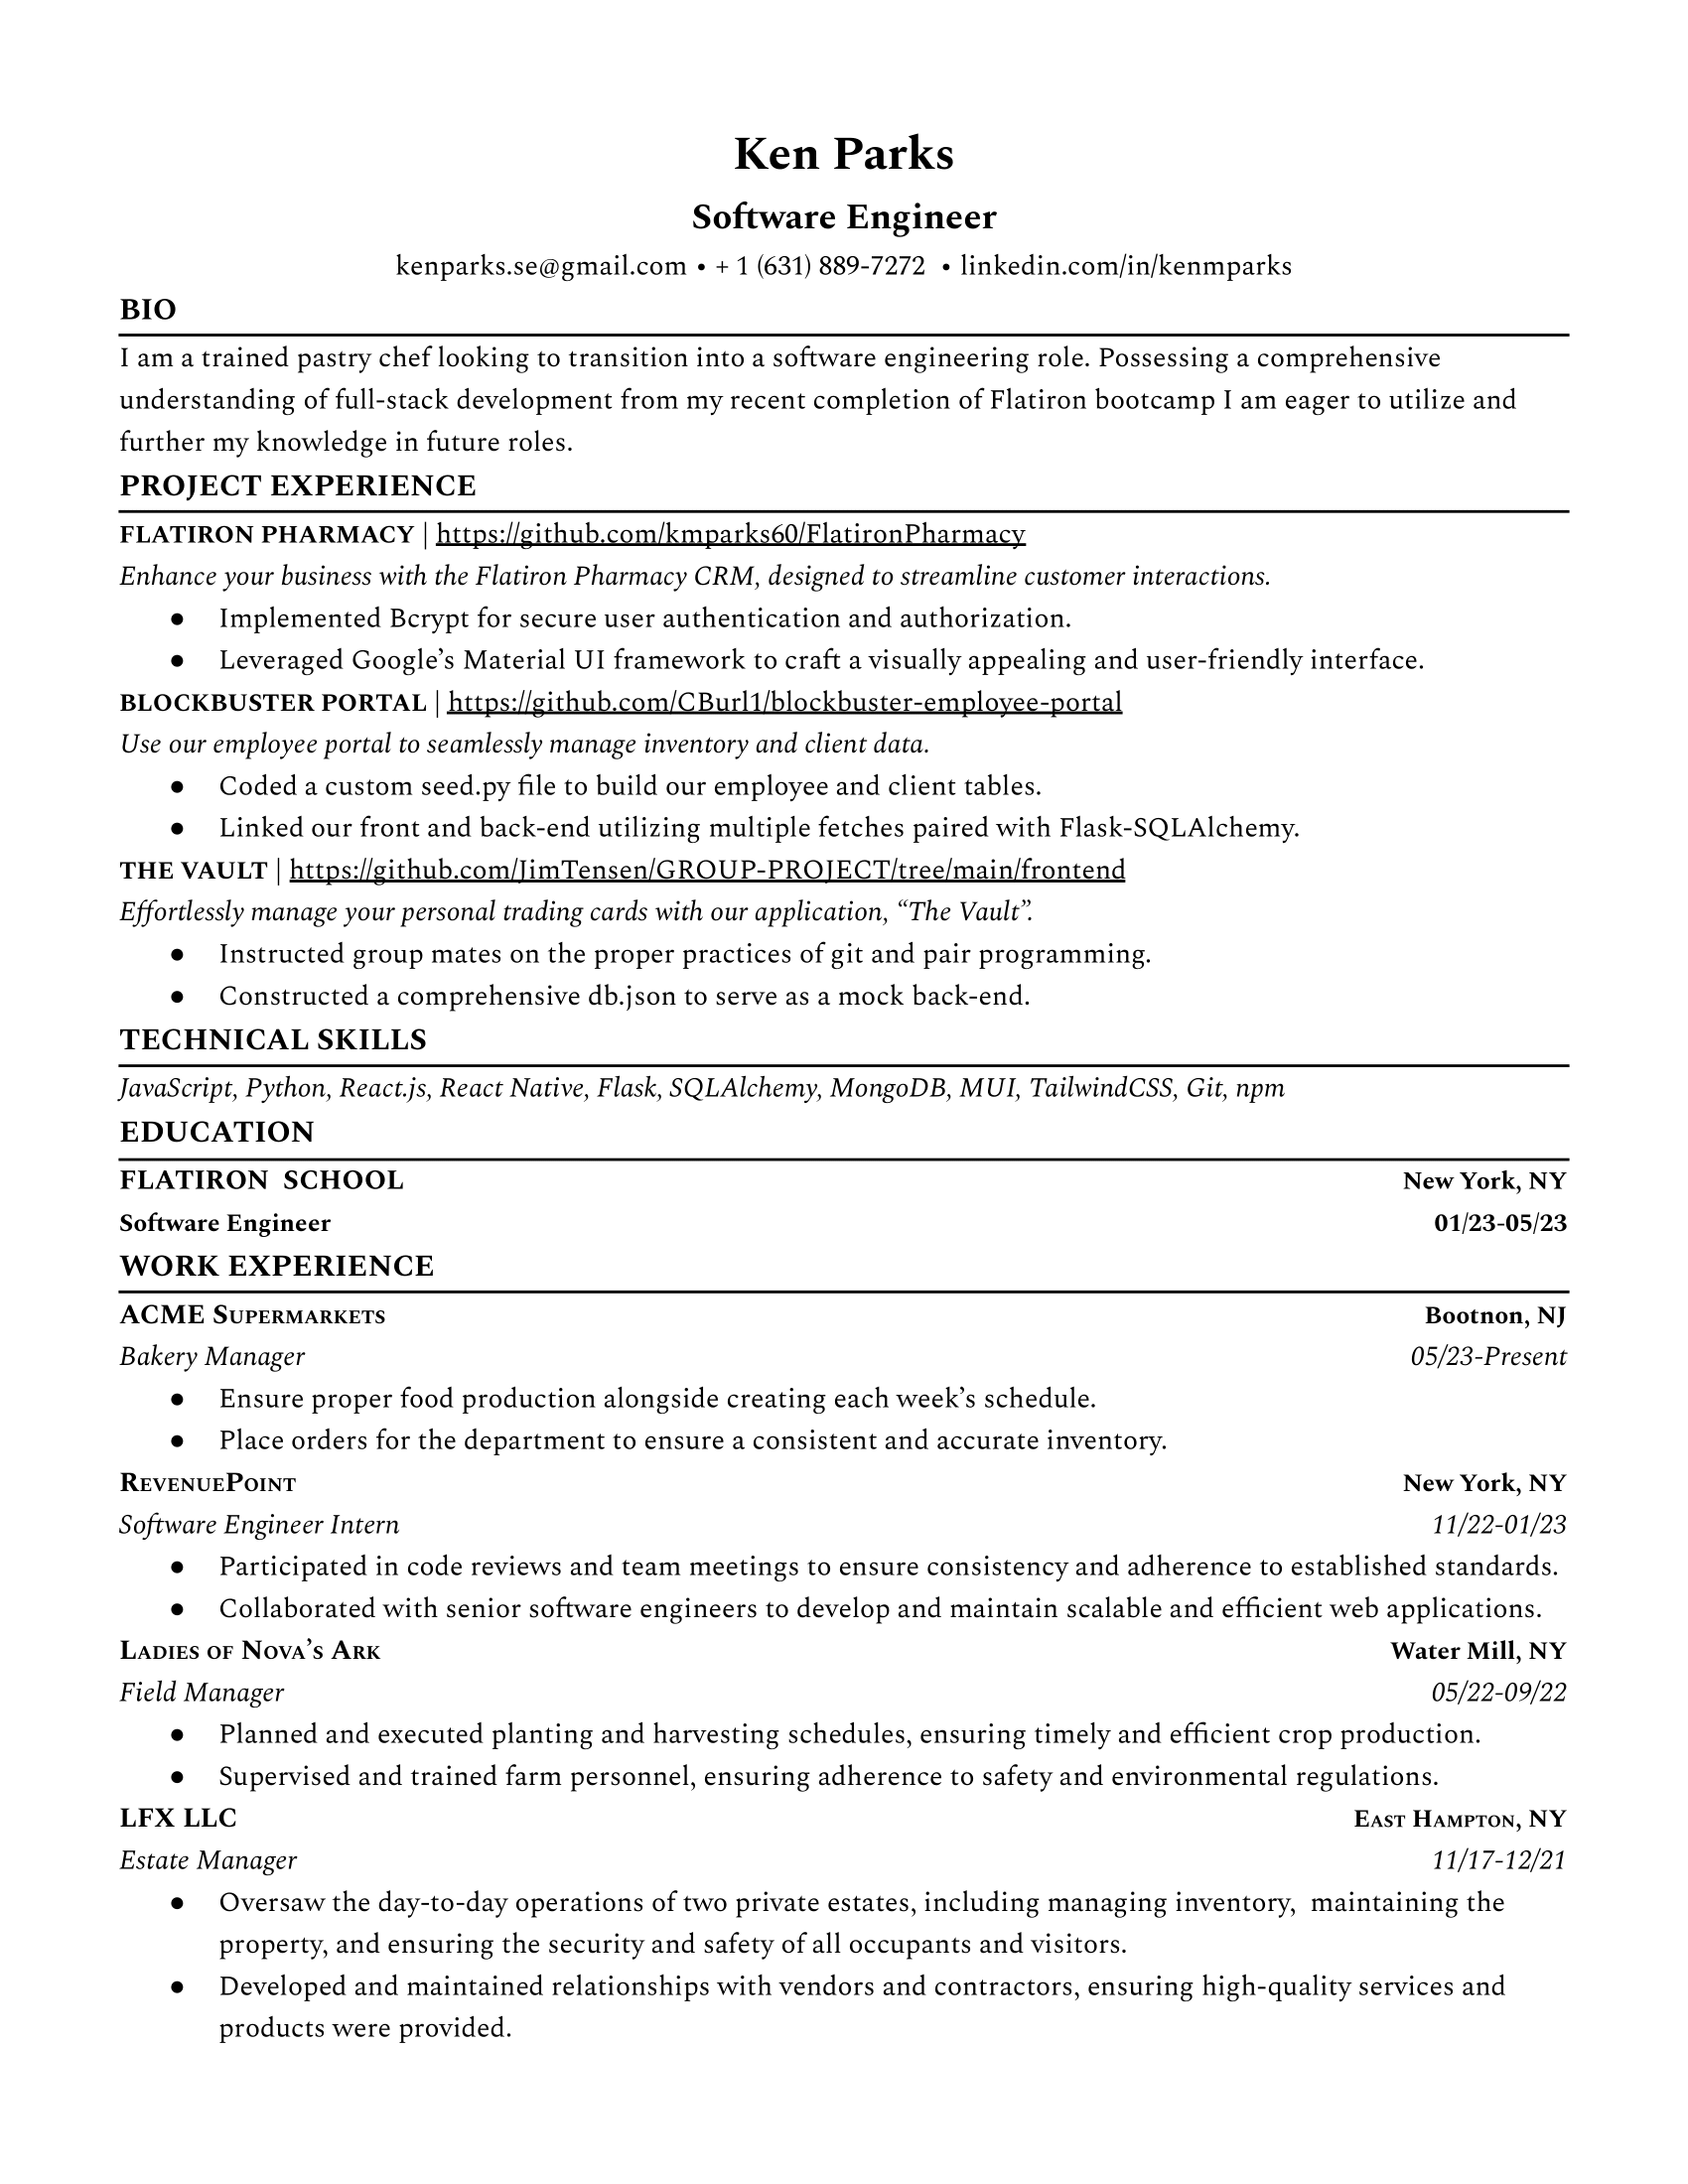 Ken Parks
Software Engineer
kenparks.se@gmail.com • + 1 (631) 889-7272 • linkedin.com/in/kenmparks
BIO
I am a trained pastry chef looking to transition into a software engineering role. Possessing a comprehensive
understanding of full-stack development from my recent completion of Flatiron bootcamp I am eager to utilize and
further my knowledge in future roles.
PROJECT EXPERIENCE
FLATIRON PHARMACY | https://github.com/kmparks60/FlatironPharmacy
Enhance your business with the Flatiron Pharmacy CRM, designed to streamline customer interactions.
● Implemented Bcrypt for secure user authentication and authorization.
● Leveraged Google’s Material UI framework to craft a visually appealing and user-friendly interface.
BLOCKBUSTER PORTAL | https://github.com/CBurl1/blockbuster-employee-portal
Use our employee portal to seamlessly manage inventory and client data.
● Coded a custom seed.py file to build our employee and client tables.
● Linked our front and back-end utilizing multiple fetches paired with Flask-SQLAlchemy.
THE VAULT | https://github.com/JimTensen/GROUP-PROJECT/tree/main/frontend
Effortlessly manage your personal trading cards with our application, “The Vault”.
● Instructed group mates on the proper practices of git and pair programming.
● Constructed a comprehensive db.json to serve as a mock back-end.
TECHNICAL SKILLS
JavaScript, Python, React.js, React Native, Flask, SQLAlchemy, MongoDB, MUI, TailwindCSS, Git, npm
EDUCATION
FLATIRON SCHOOL New York, NY
Software Engineer 01/23-05/23
WORK EXPERIENCE
ACME Supermarkets Bootnon, NJ
Bakery Manager 05/23-Present
● Ensure proper food production alongside creating each week’s schedule.
● Place orders for the department to ensure a consistent and accurate inventory.
RevenuePoint New York, NY
Software Engineer Intern 11/22-01/23
● Participated in code reviews and team meetings to ensure consistency and adherence to established standards.
● Collaborated with senior software engineers to develop and maintain scalable and efficient web applications.
Ladies of Nova’s Ark Water Mill, NY
Field Manager 05/22-09/22
● Planned and executed planting and harvesting schedules, ensuring timely and efficient crop production.
● Supervised and trained farm personnel, ensuring adherence to safety and environmental regulations.
LFX LLC East Hampton, NY
Estate Manager 11/17-12/21
● Oversaw the day-to-day operations of two private estates, including managing inventory, maintaining the
property, and ensuring the security and safety of all occupants and visitors.
● Developed and maintained relationships with vendors and contractors, ensuring high-quality services and
products were provided.